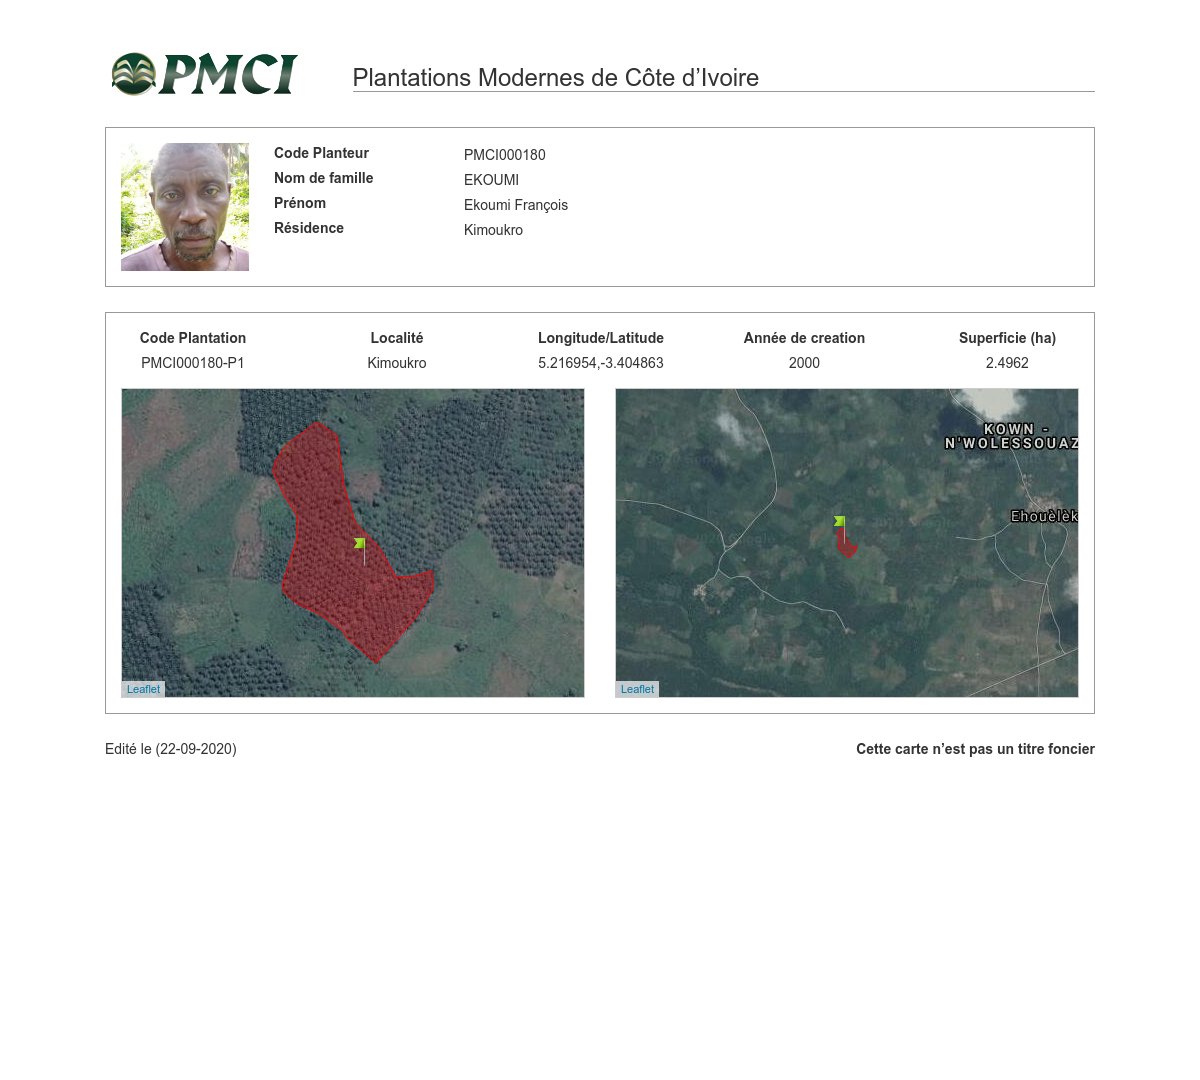 PMCI
Plantations Modernes de Côte d’Ivoire
Code Planteur PMCI000180
Nom de famille EKOUMI
Prénom Ekoumi François
Résidence Kimoukro
Code Plantation Localité Longitude/Latitude Année de creation Superficie (ha)
PMCI000180-P1 Kimoukro 5.216954,-3.404863 2000 2.4962
KOWN -
N'WOLESSOUAZ
Ehouèlèk
Leaflet
Leaflet
Edité le (22-09-2020) Cette carte n’est pas un titre foncier